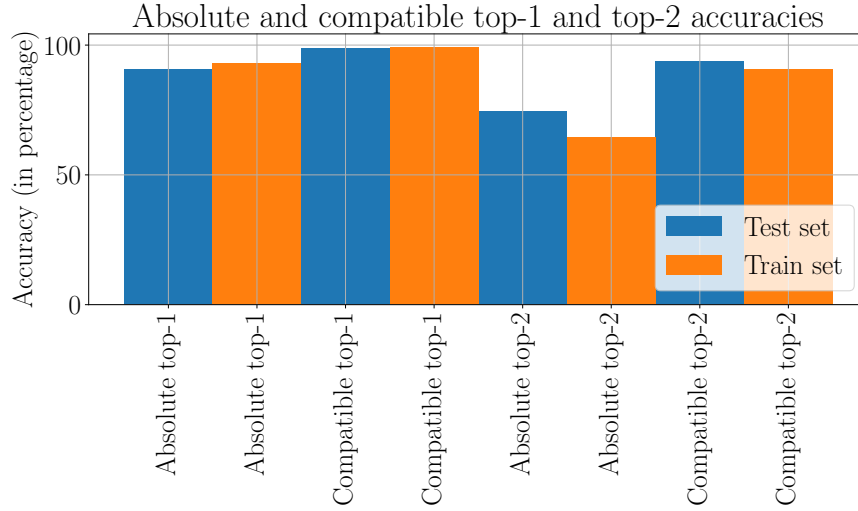 Absolute and compatible top-1 and top-2 accuracies
Accuracy (in percentage)
100
50
0
Test set
Train set
Absolute top-1
Absolute top-1
Compatible top-1
Compatible top-1
Absolute top-2
Absolute top-2
Compatible top-2
Compatible top-2